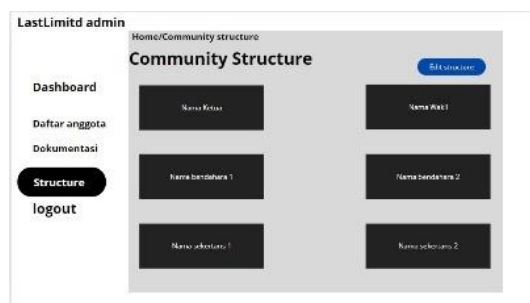 LastLimitd admin
Home/Community structure
Community Structure
Edit structure
Dashboard
Daftar anggota
Dokumentasi
Structure
logout
Nama Ketua
Nama Wakil
Nama bendahara 1
Nama bendahara 2
Nama sekertaris 1
Nama sekertaris 2